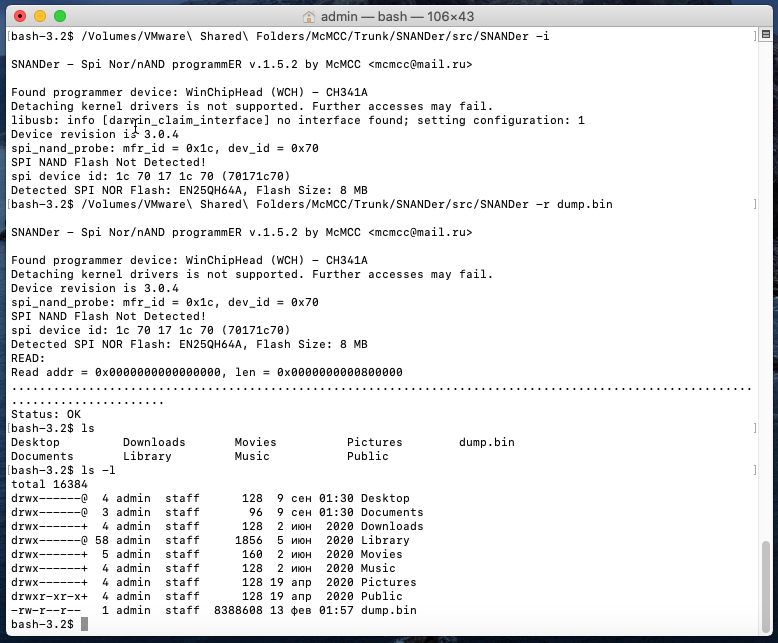 admin — bash — 106×43
[bash-3.2$ /Volumes/VMware\ Shared\ Folders/McMCC/Trunk/SNANDer/src/SNANDer -i ]
SNANDer - Spi Nor/nAND programmER v.1.5.2 by McMCC <mcmcc@mail.ru>
Found programmer device: WinChipHead (WCH) - CH341A
Detaching kernel drivers is not supported. Further accesses may fail.
libusb: info [darwin_claim_interface] no interface found; setting configuration: 1
Device revision is 3.0.4
spi_nand_probe: mfr_id = 0x1c, dev_id = 0x70
SPI NAND Flash Not Detected!
spi device id: 1c 70 17 1c 70 (70171c70)
Detected SPI NOR Flash: EN25QH64A, Flash Size: 8 MB
[bash-3.2$ /Volumes/VMware\ Shared\ Folders/McMCC/Trunk/SNANDer/src/SNANDer -r dump.bin ]
SNANDer - Spi Nor/nAND programmER v.1.5.2 by McMCC <mcmcc@mail.ru>
Found programmer device: WinChipHead (WCH) - CH341A
Detaching kernel drivers is not supported. Further accesses may fail.
Device revision is 3.0.4
spi_nand_probe: mfr_id = 0x1c, dev_id = 0x70
SPI NAND Flash Not Detected!
spi device id: 1c 70 17 1c 70 (70171c70)
Detected SPI NOR Flash: EN25QH64A, Flash Size: 8 MB
READ:
Read addr = 0x0000000000000000, len = 0x0000000000800000
..........................................................................................................
......................
Status: OK
[bash-3.2$ ls ]
Desktop         Downloads       Movies          Pictures        dump.bin
Documents       Library         Music           Public
[bash-3.2$ ls -l ]
total 16384
drwx------@  4 admin  staff      128  9 сен 01:30 Desktop
drwx------@  3 admin  staff       96  9 сен 01:30 Documents
drwx------+  4 admin  staff      128  2 июн  2020 Downloads
drwx------@ 58 admin  staff     1856  5 июн  2020 Library
drwx------+  5 admin  staff      160  2 июн  2020 Movies
drwx------+  4 admin  staff      128  2 июн  2020 Music
drwx------+  4 admin  staff      128 19 апр  2020 Pictures
drwxr-xr-x+  4 admin  staff      128 19 апр  2020 Public
-rw-r--r--   1 admin  staff  8388608 13 фев 01:57 dump.bin
bash-3.2$